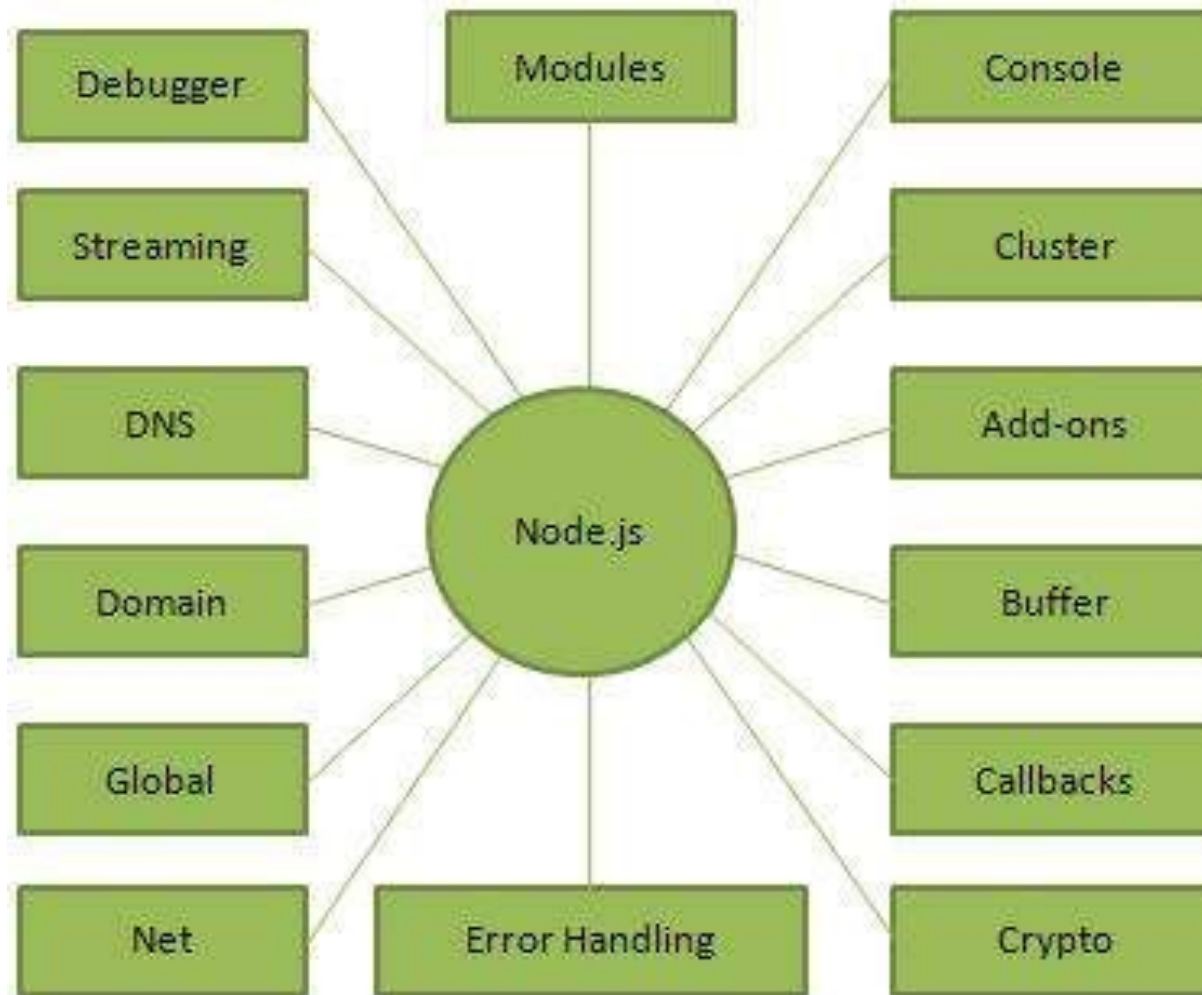 Debugger
Modules
Console
Streaming
Cluster
DNS
Add-ons
Node.js
Domain
Buffer
Global
Callbacks
Net
Error Handling
Crypto